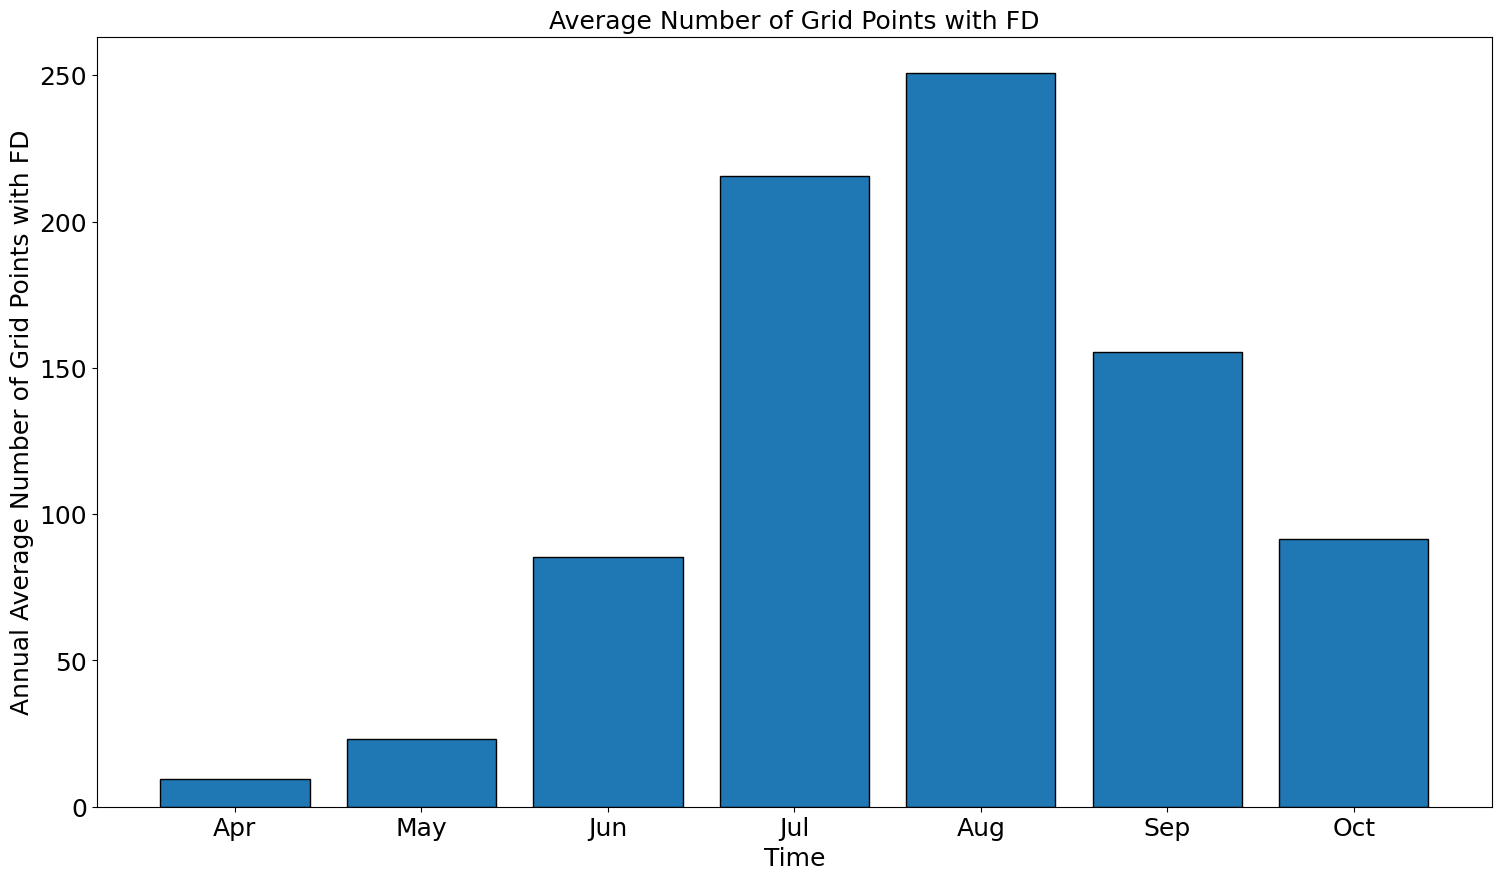 Average Number of Grid Points with FD
Annual Average Number of Grid Points with FD
250
200
150
100
50
0
Apr May Jun Jul Aug Sep Oct
Time